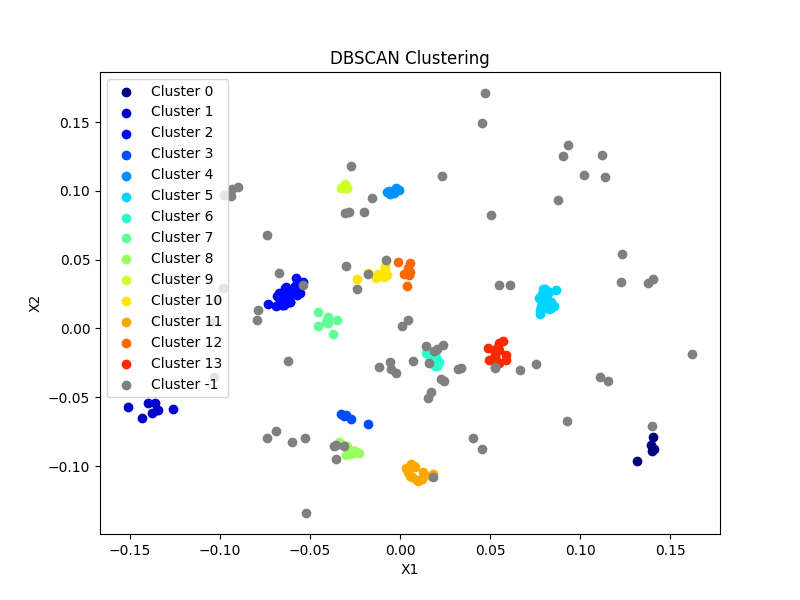 DBSCAN Clustering
Cluster 0
Cluster 1
Cluster 2
Cluster 3
Cluster 4
Cluster 5
Cluster 6
Cluster 7
Cluster 8
Cluster 9
Cluster 10
Cluster 11
Cluster 12
Cluster 13
Cluster -1
X2
0.15
0.10
0.05
0.00
−0.05
−0.10
−0.15
−0.10
−0.05
0.00
0.05
0.10
0.15
X1